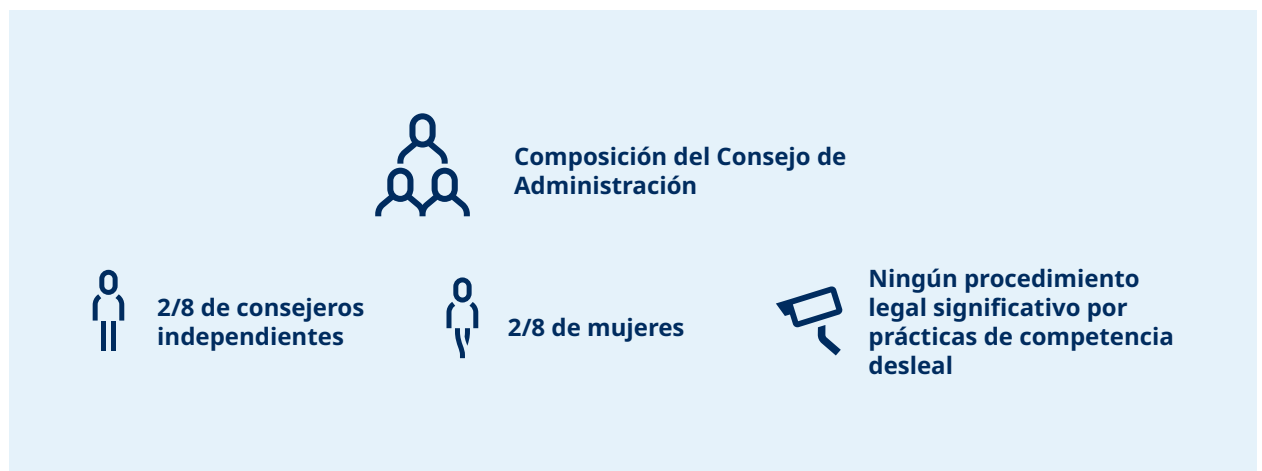 Composición del Consejo de
Administración
2/8 de consejeros
independientes
2/8 de mujeres
Ningún procedimiento
legal significativo por
prácticas de competencia
desleal